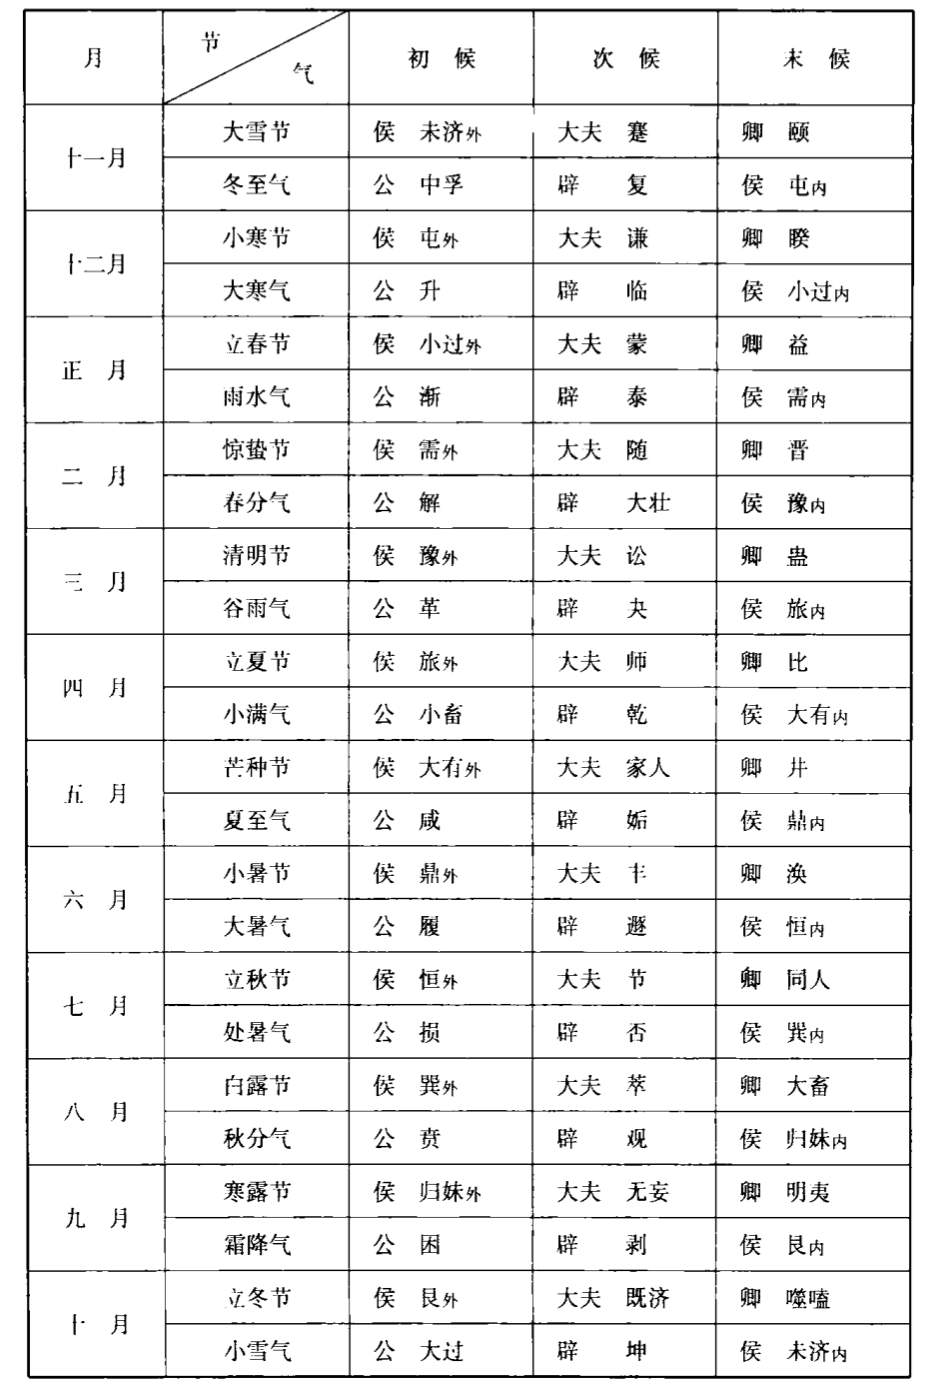 月 节 气 初候 次候 末候
十一月 大雪节 侯 未济外 大夫 蹇 卿 颐
冬至气 公 中孚 辟 复 侯 屯内
十二月 小寒节 侯 屯外 大夫 谦 卿 睽
大寒气 公 升 辟 临 侯 小过内
正月 立春节 侯 小过外 大夫 蒙 卿 益
雨水气 公 渐 辟 泰 侯 需内
二月 惊蛰节 侯 需外 大夫 随 卿 晋
春分气 公 解 辟 大壮 侯 豫内
三月 清明节 侯 豫外 大夫 讼 卿 蛊
谷雨气 公 革 辟 夬 侯 旅内
四月 立夏节 侯 旅外 大夫 师 卿 比
小满气 公 小畜 辟 乾 侯 大有内
五月 芒种节 侯 大有外 大夫 家人 卿 井
夏至气 公 咸 辟 姤 侯 鼎内
六月 小暑节 侯 鼎外 大夫 丰 卿 涣
大暑气 公 履 辟 遯 侯 恒内
七月 立秋节 侯 恒外 大夫 节 卿 同人
处暑气 公 损 辟 否 侯 巽内
八月 白露节 侯 巽外 大夫 萃 卿 大畜
秋分气 公 贲 辟 观 侯 归妹内
九月 寒露节 侯 归妹外 大夫 无妄 卿 明夷
霜降气 公 困 辟 剥 侯 艮内
十月 立冬节 侯 艮外 大夫 既济 卿 噬嗑
小雪气 公 大过 辟 坤 侯 未济内